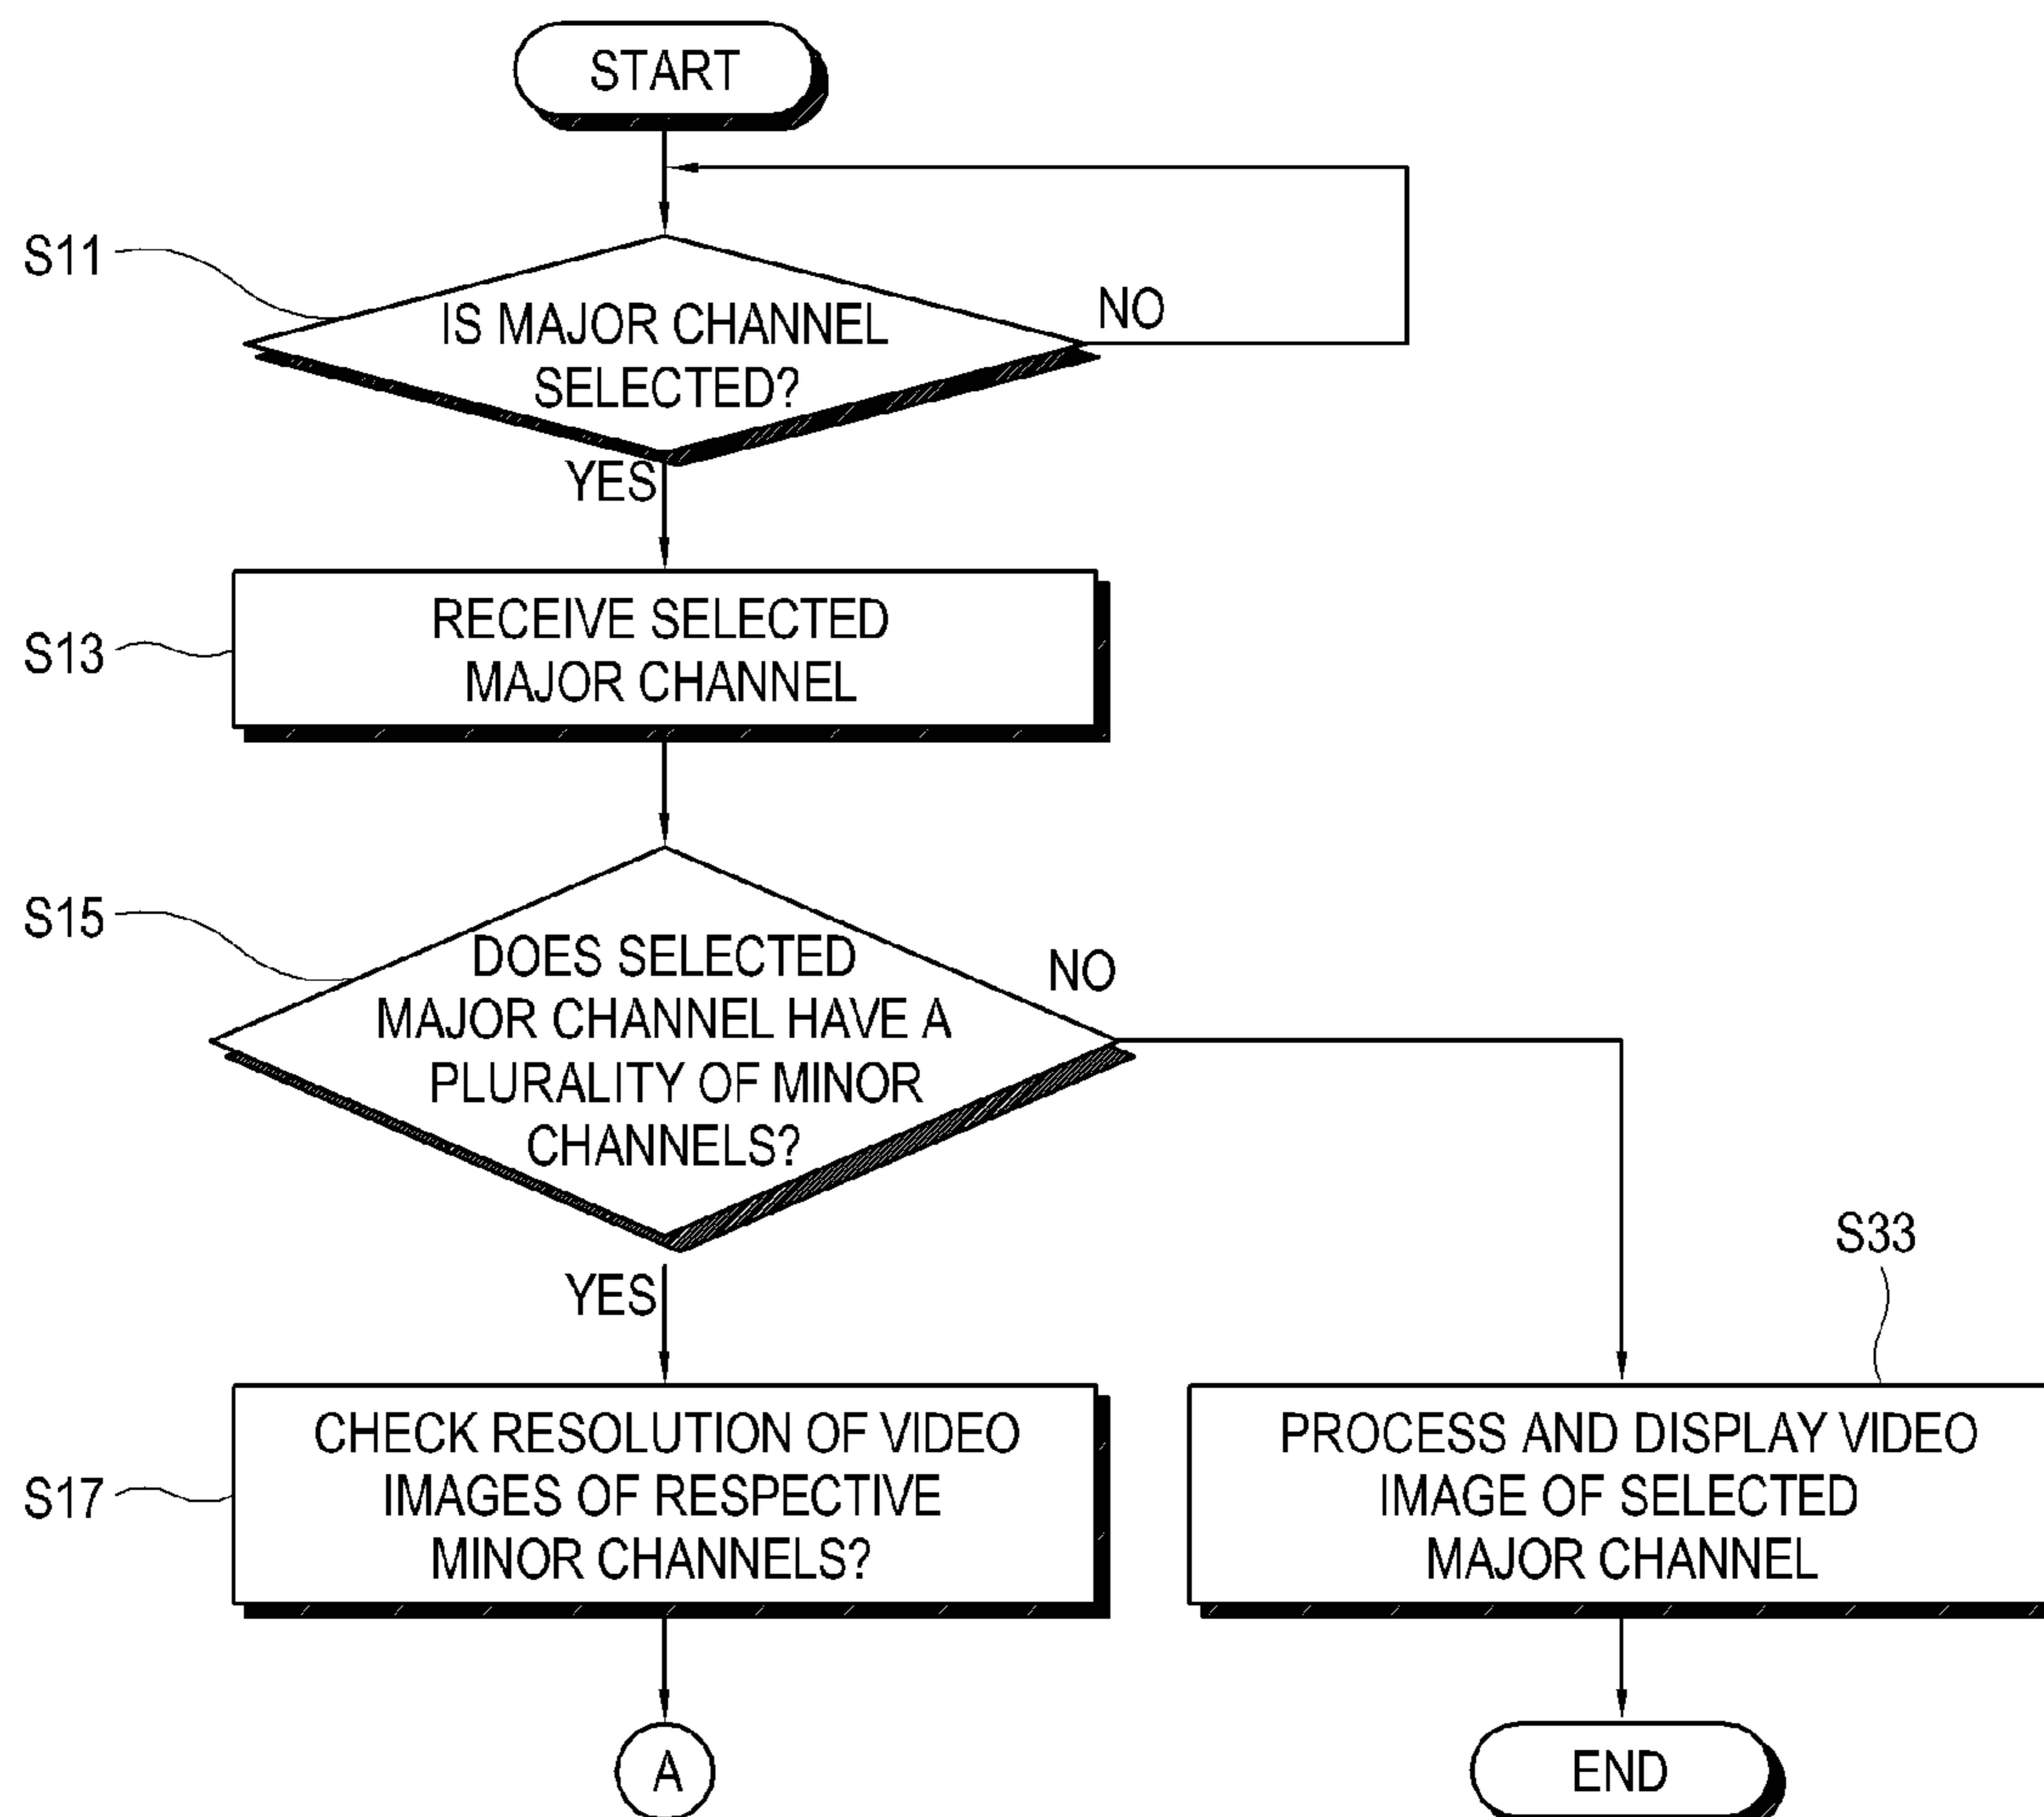 START
S11
IS MAJOR CHANNEL
SELECTED?
NO
YES
S13
RECEIVE SELECTED
MAJOR CHANNEL
S15
DOES SELECTED
MAJOR CHANNEL HAVE A
PLURALITY OF MINOR
CHANNELS?
NO
YES
S17
CHECK RESOLUTION OF VIDEO
IMAGES OF RESPECTIVE
MINOR CHANNELS?
S33
PROCESS AND DISPLAY VIDEO
IMAGE OF SELECTED
MAJOR CHANNEL
A
END